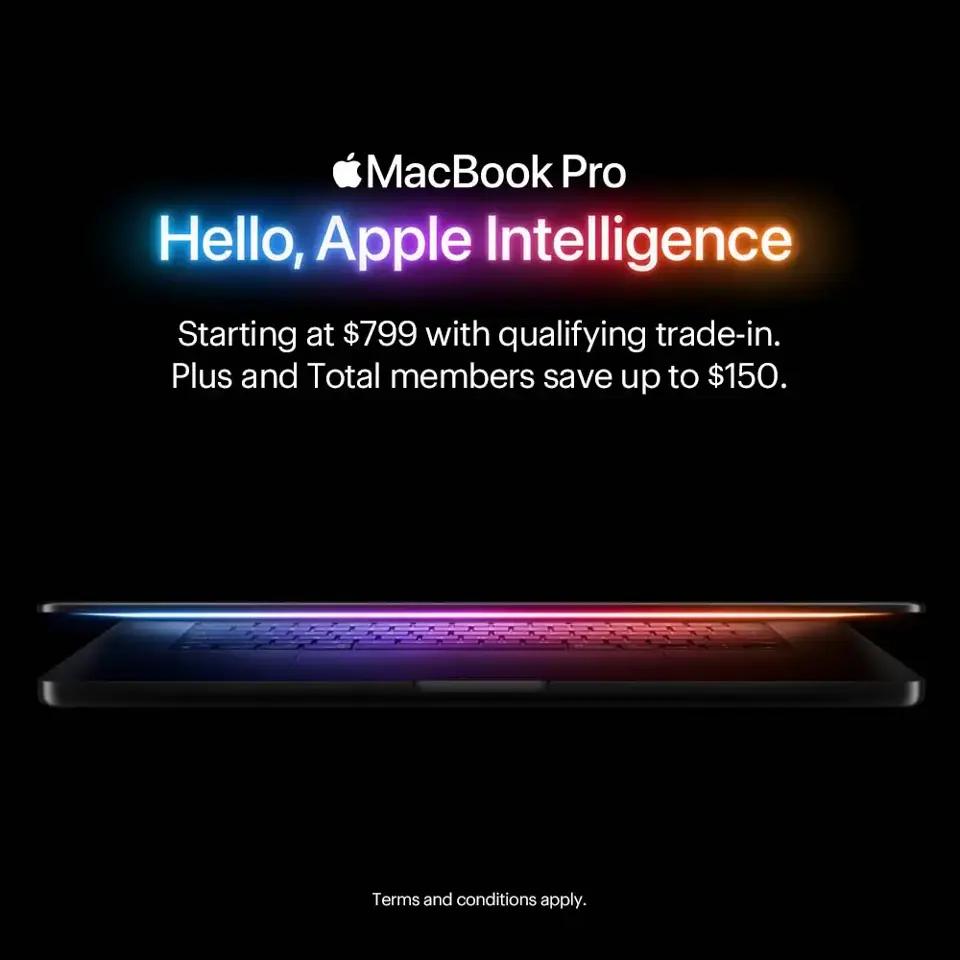 MacBook Pro
Hello, Apple Intelligence
Starting at $799 with qualifying trade-in.
Plus and Total members save up to $150.
Terms and conditions apply.